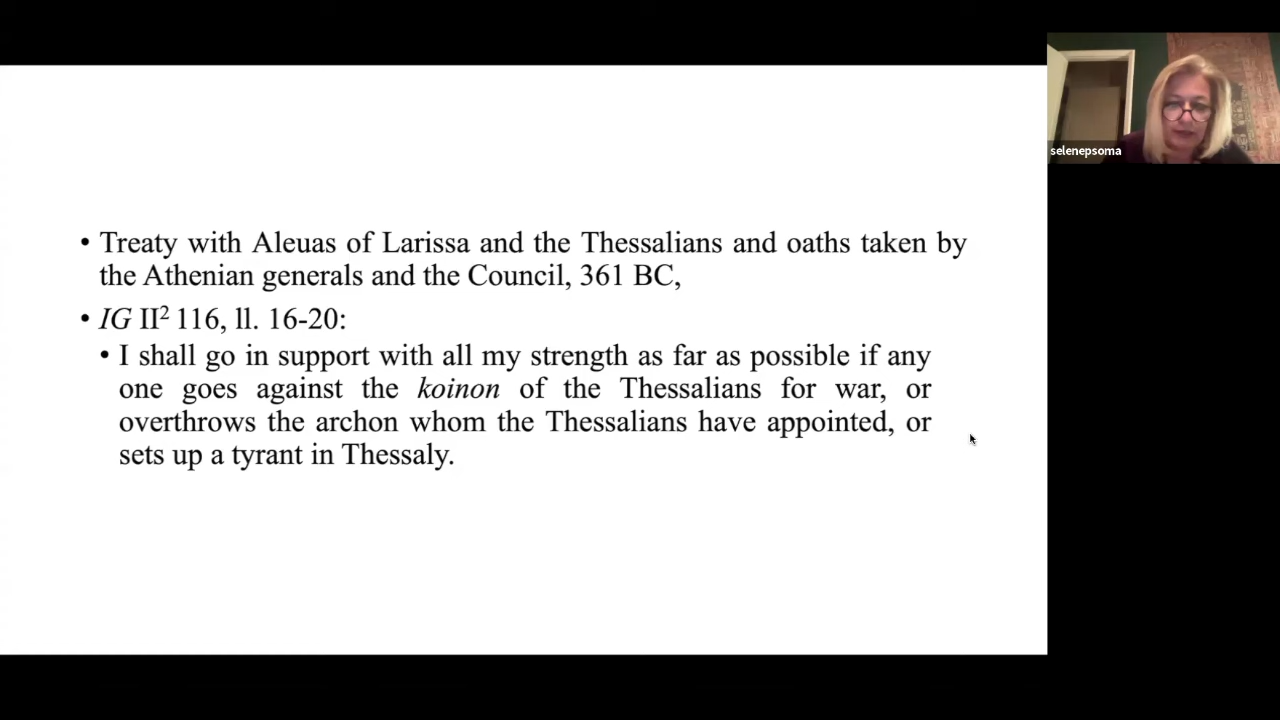 • Treaty with Aleuas of Larissa and the Thessalians and oaths taken by
the Athenian generals and the Council, 361 BC,
• IG II² 116, ll. 16-20:
• I shall go in support with all my strength as far as possible if any
one goes against the koinon of the Thessalians for war, or
overthrows the archon whom the Thessalians have appointed, or
sets up a tyrant in Thessaly.
selenepsoma